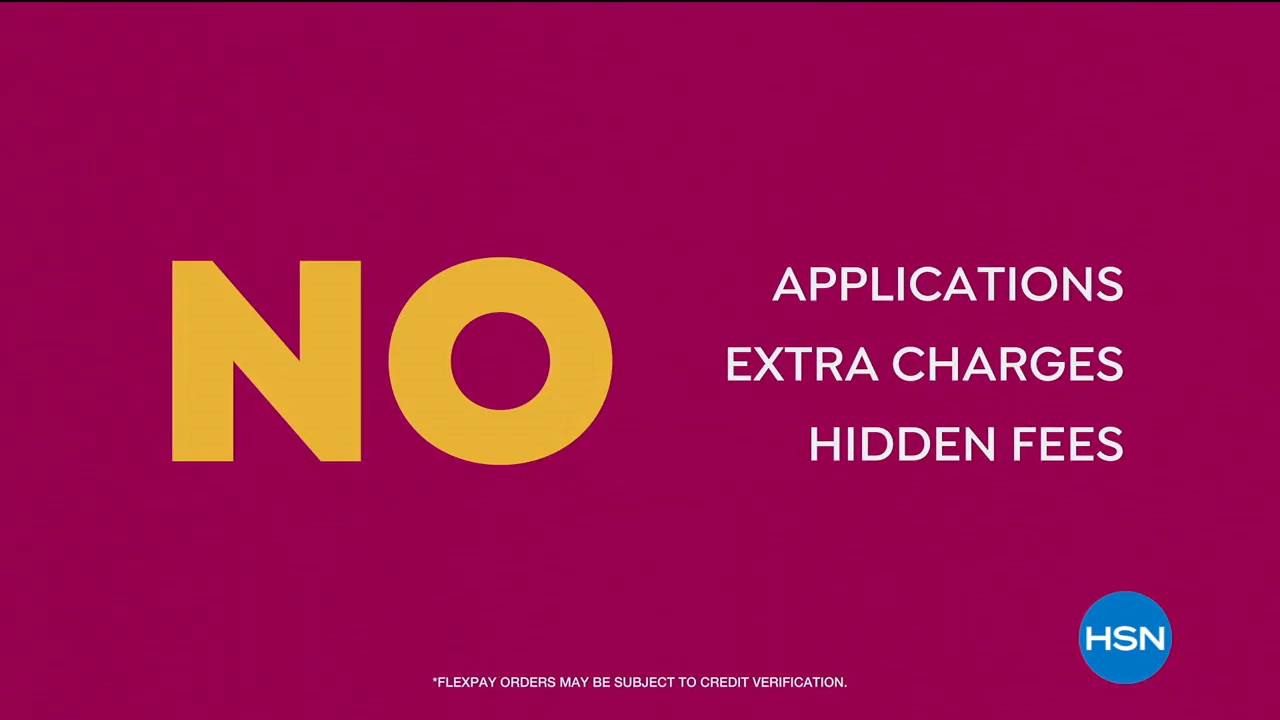 NO
APPLICATIONS
EXTRA CHARGES
HIDDEN FEES
HSN
*FLEXPAY ORDERS MAY BE SUBJECT TO CREDIT VERIFICATION.